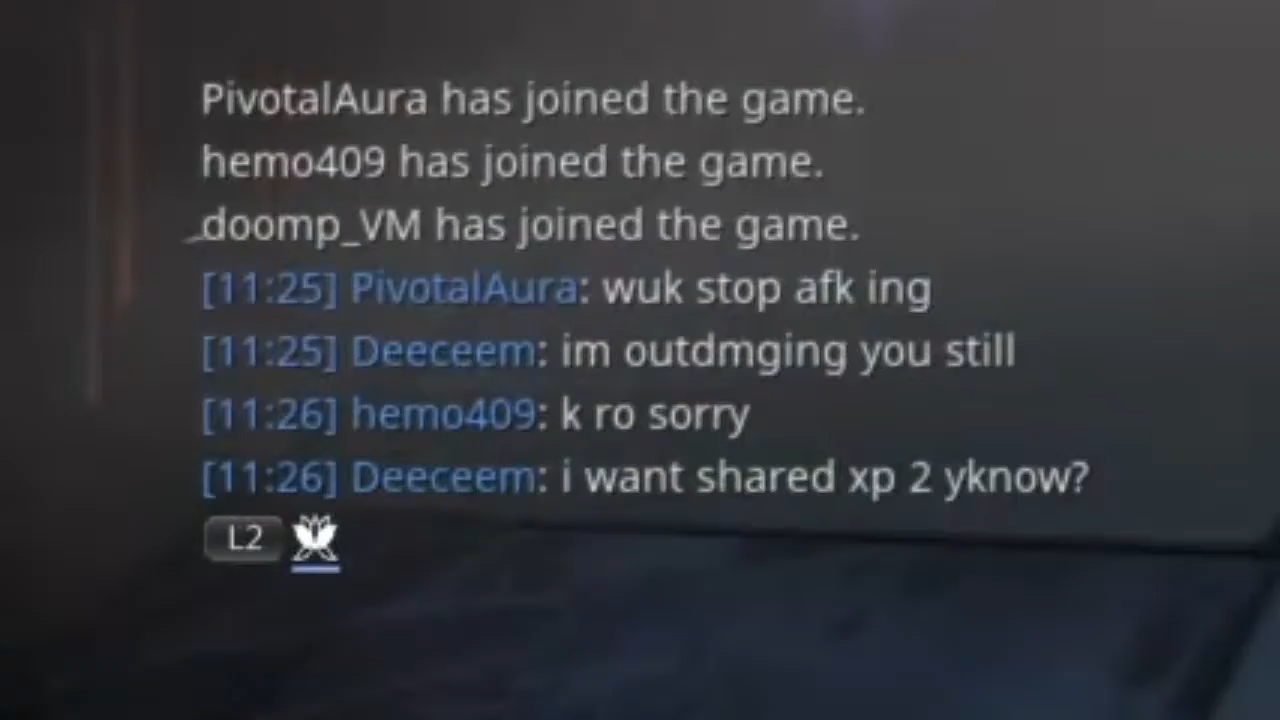 PivotalAura has joined the game.
hemo409 has joined the game.
doomp_VM has joined the game.
[11:25] PivotalAura: wuk stop afk ing
[11:25] Deeceem: im outdmging you still
[11:26] hemo409: k ro sorry
[11:26] Deeceem: i want shared xp 2 yknow?
L2